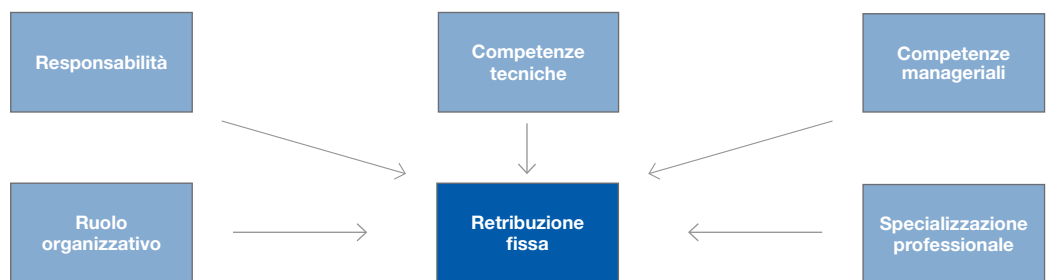 Responsabilità
Competenze
tecniche
Competenze
manageriali
Ruolo
organizzativo
Retribuzione
fissa
Specializzazione
professionale